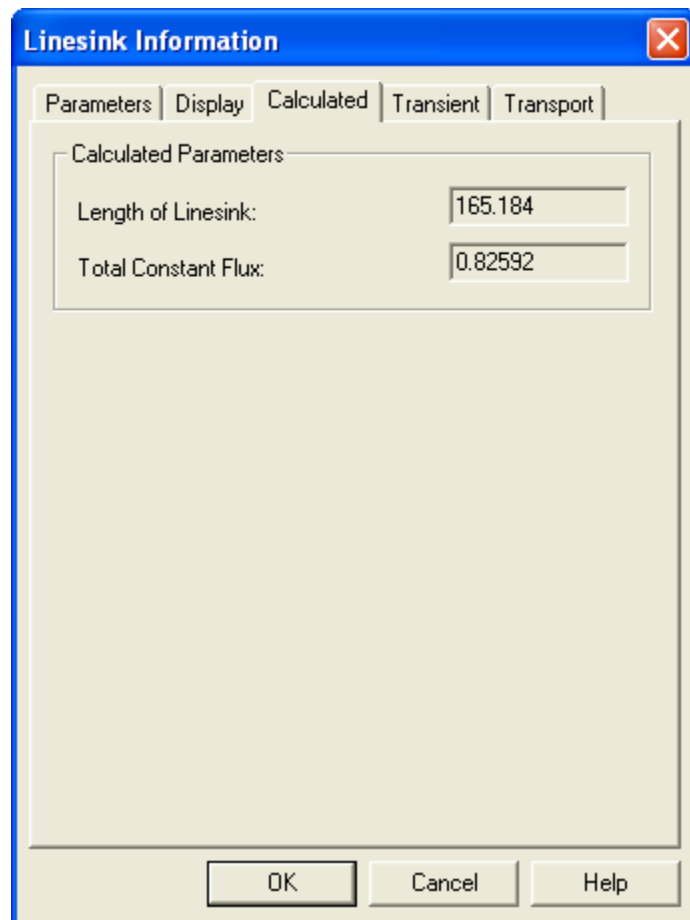 Linesink Information
Parameters Display Calculated Transient Transport
Calculated Parameters
Length of Linesink: 165.184
Total Constant Flux: 0.82592
OK Cancel Help